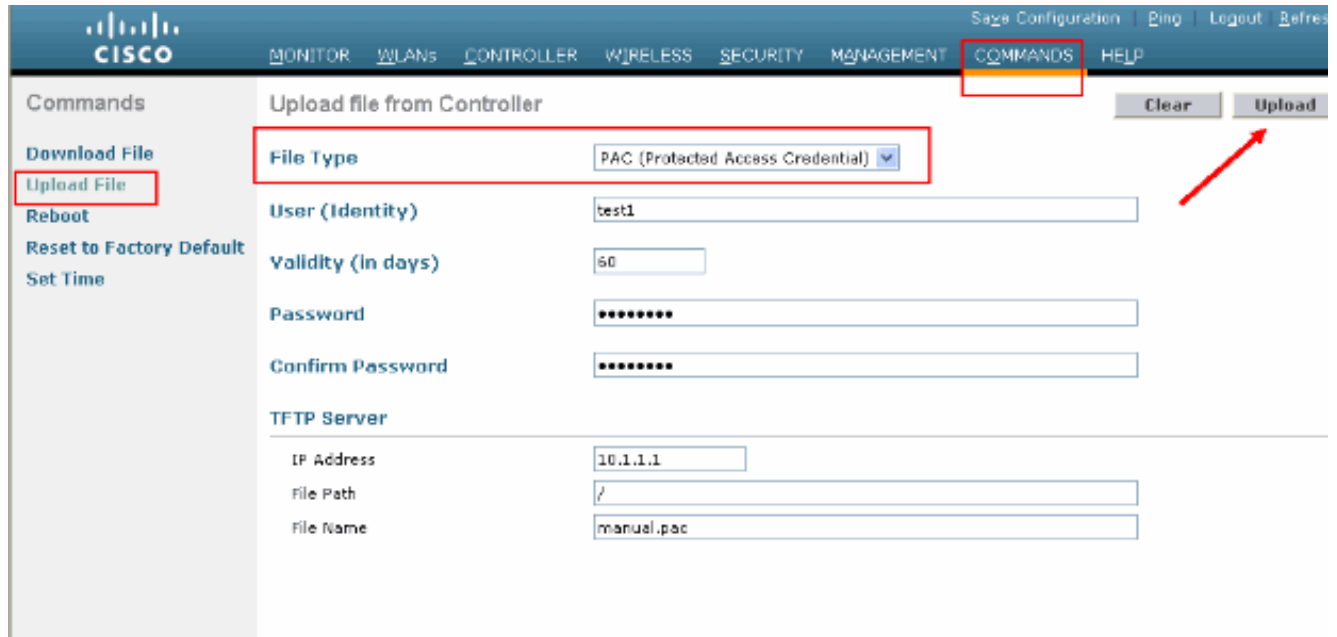 Save Configuration | Ping | Logout | Refres
CISCO
MONITOR WLANs CONTROLLER WIRELESS SECURITY MANAGEMENT COMMANDS HELP
Commands
Download File
Upload File
Reboot
Reset to Factory Default
Set Time
Upload file from Controller
Clear
Upload
File Type
PAC (Protected Access Credential)
User (Identity)
test1
Validity (in days)
60
Password
••••••••
Confirm Password
••••••••
TFTP Server
IP Address
10.1.1.1
File Path
/
File Name
manual.pac